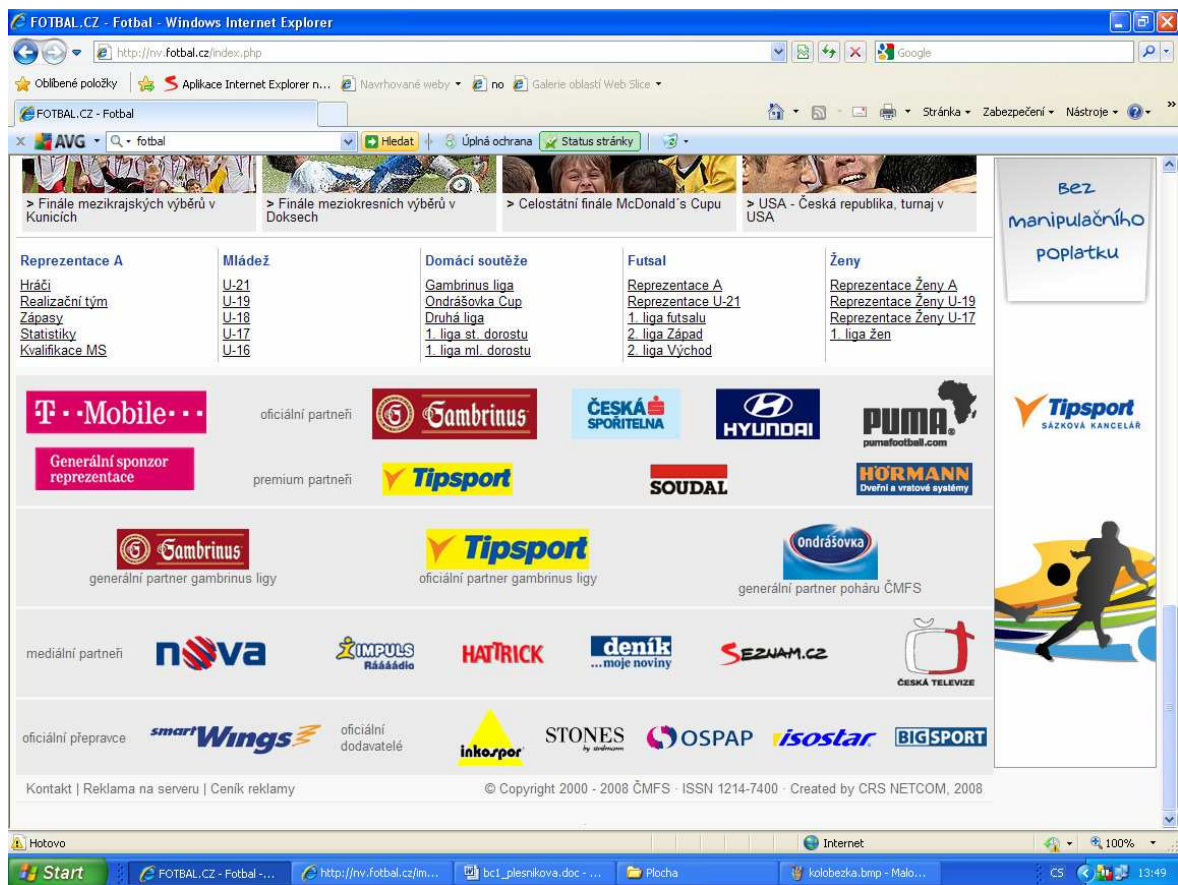 FOTBAL.CZ - Fotbal - Windows Internet Explorer
http://nv.fotbal.cz/index.php
Google
Oblíbené položky
Aplikace Internet Explorer n...
Navrhované weby
no
Galerie oblastí Web Slice
FOTBAL.CZ - Fotbal
Stránka
Zabezpečení
Nástroje
AVG
fotbal
Hledat
Úplná ochrana
Status stránky
> Finále mezikrajských výběrů v
Kunicích
> Finále meziokresních výběrů v
Doksech
> Celostátní finále McDonald´s Cupu
> USA - Česká republika, turnaj v
USA
Bez
manipulačního
poplatku
Reprezentace A
Hráči
Realizační tým
Zápasy
Statistiky
Kvalifikace MS
Mládež
U-21
U-19
U-18
U-17
U-16
Domácí soutěže
Gambrinus liga
Ondrášovka Cup
Druhá liga
1. liga st. dorostu
1. liga ml. dorostu
Futsal
Reprezentace A
Reprezentace U-21
1. liga futsalu
2. liga Západ
2. liga Východ
Ženy
Reprezentace Ženy A
Reprezentace Ženy U-19
Reprezentace Ženy U-17
1. liga žen
T··Mobile···
Generální sponzor
reprezentace
oficiální partneři
Gambrinus
ČESKÁ
SPOŘITELNA
HYUNDAI
PUMA
pumafootball.com
Tipsport
SÁZKOVÁ KANCELÁŘ
premium partneři
Tipsport
SOUDAL
HÖRMANN
Dveřní a vratové systémy
Gambrinus
generální partner gambrinus ligy
Tipsport
oficiální partner gambrinus ligy
ondrášovka
generální partner poháru ČMFS
mediální partneři
nova
IMPULS
Ráááádio
HATTRICK
deník
...moje noviny
SEZNAM.CZ
ČESKÁ TELEVIZE
oficiální přepravce
smartWings
oficiální
dodavatelé
inkospor
STONES
OSPAP
isostar
BIGSPORT
Kontakt | Reklama na serveru | Ceník reklamy
© Copyright 2000 - 2008 ČMFS · ISSN 1214-7400 · Created by CRS NETCOM, 2008
Hotovo
Internet
100%
Start
FOTBAL.CZ - Fotbal -...
http://nv.fotbal.cz/im...
bc1_plesnikova.doc - ...
Plocha
kolobezka.bmp - Malo...
CS
13:49